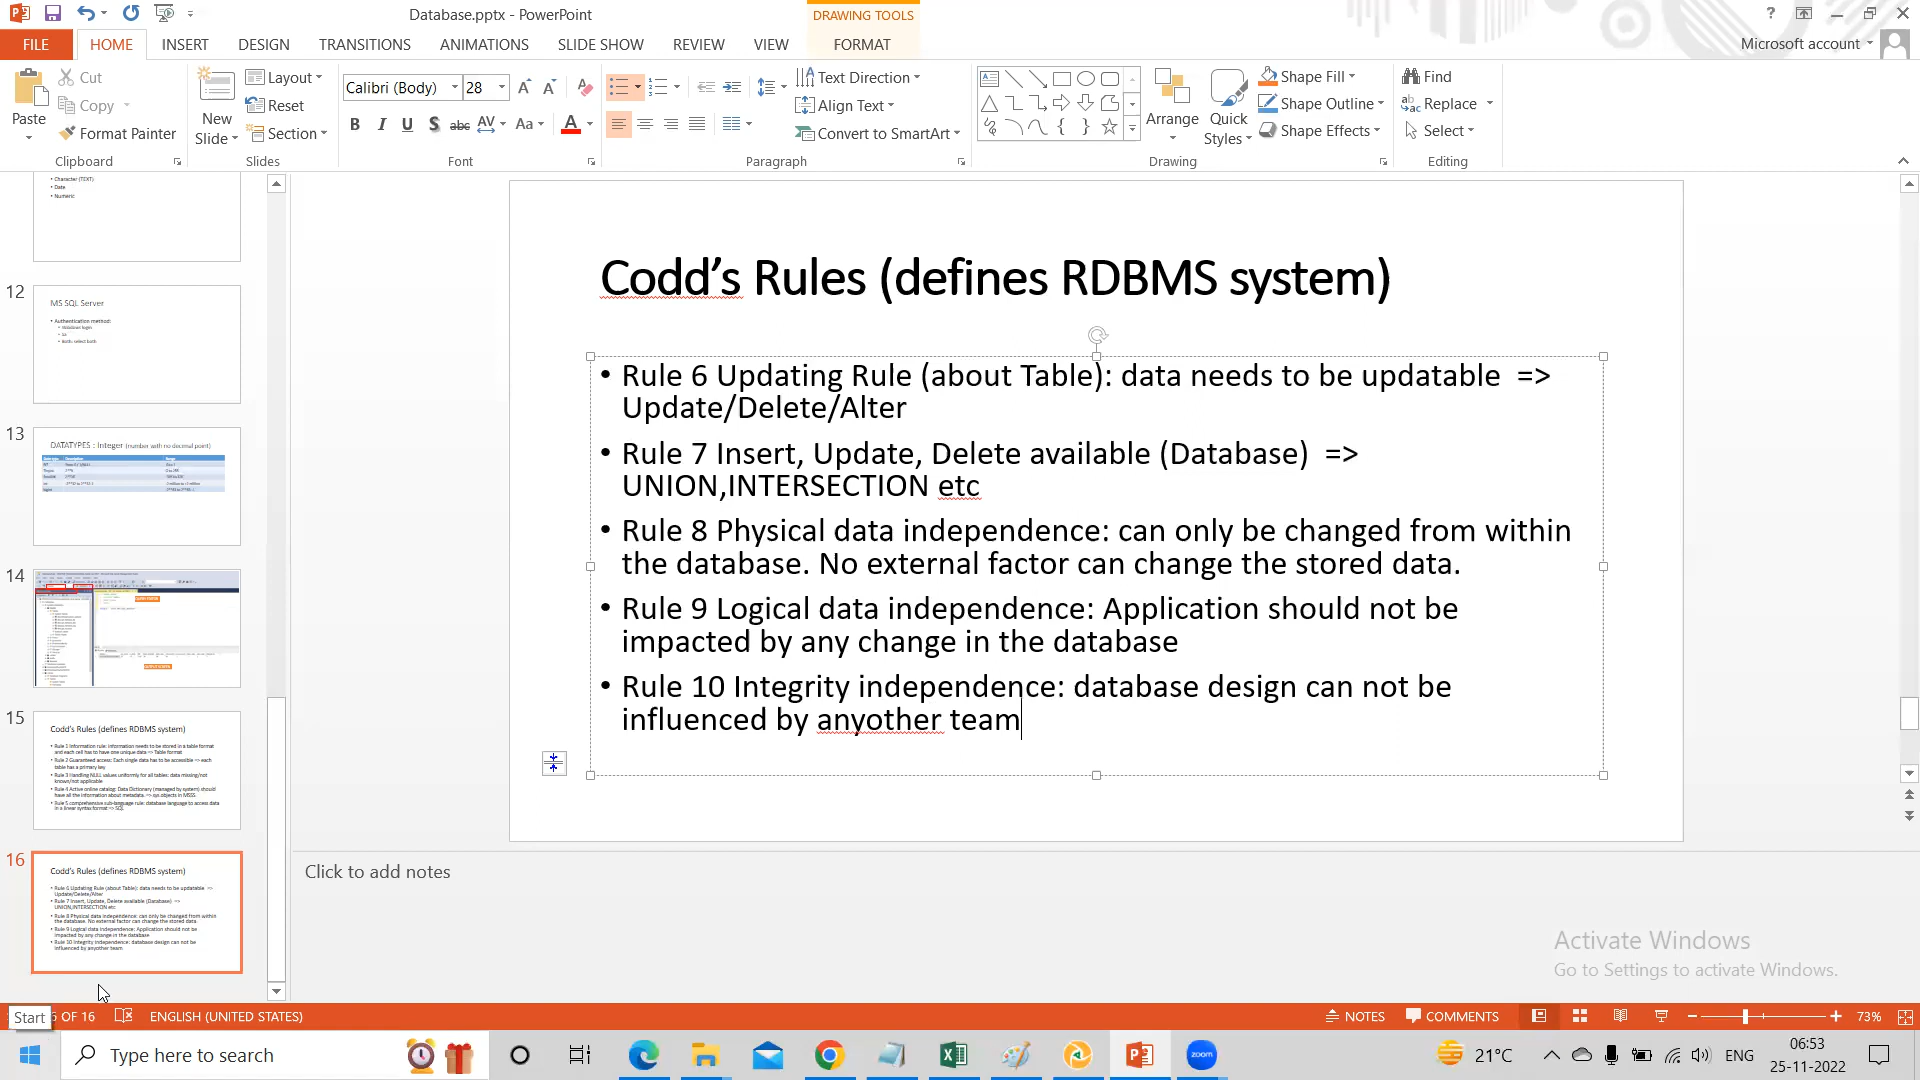 Database.pptx - PowerPoint
DRAWING TOOLS
?
FILE
HOME
INSERT
DESIGN
TRANSITIONS
ANIMATIONS
SLIDE SHOW
REVIEW
VIEW
FORMAT
Microsoft account
Paste
Cut
Copy
Format Painter
Clipboard
New
Slide
Layout
Reset
Section
Slides
Calibri (Body)
28
B I U S abc AV Aa A
Font
Text Direction
Align Text
Convert to SmartArt
Paragraph
Arrange
Quick
Styles
Shape Fill
Shape Outline
Shape Effects
Drawing
Find
Replace
Select
Editing
• Character (TEXT)
• Date
• Numeric
12
MS SQL Server
• Authentication method:
• Windows login
• Both: select both
13
DATATYPES : Integer (number with no decimal point)
14
15
Codd's Rules (defines RDBMS system)
• Rule 1 Information rule: Information needs to be stored in a table format
and each cell has to have one unique data => Table format
• Rule 2 Guaranteed access: Each single data has to be accessible => each
table has a primary key
• Rule 3 Handling NULL values uniformly for all tables: data missing/not
known/not applicable
• Rule 4 Active online catalog: Data Dictionary (managed by system) should
have all the information about metadata. => sys.objects in MSSS.
• Rule 5 comprehensive sub-language rule: database language to access data
in a linear syntax format => SQL
16
Codd's Rules (defines RDBMS system)
• Rule 6 Updating Rule (about Table): data needs to be updatable =>
Update/Delete/Alter
• Rule 7 Insert, Update, Delete available (Database) =>
UNION,INTERSECTION etc
• Rule 8 Physical data independence: can only be changed from within
the database. No external factor can change the stored data.
• Rule 9 Logical data independence: Application should not be
impacted by any change in the database
• Rule 10 Integrity independence: database design can not be
influenced by anyother team
Codd’s Rules (defines RDBMS system)
• Rule 6 Updating Rule (about Table): data needs to be updatable  =>
Update/Delete/Alter
• Rule 7 Insert, Update, Delete available (Database)  =>
UNION,INTERSECTION etc
• Rule 8 Physical data independence: can only be changed from within
the database. No external factor can change the stored data.
• Rule 9 Logical data independence: Application should not be
impacted by any change in the database
• Rule 10 Integrity independence: database design can not be
influenced by anyother team
Click to add notes
Activate Windows
Go to Settings to activate Windows.
Start
OF 16
ENGLISH (UNITED STATES)
NOTES
COMMENTS
73%
Type here to search
zoom
21°C
ENG
06:53
25-11-2022